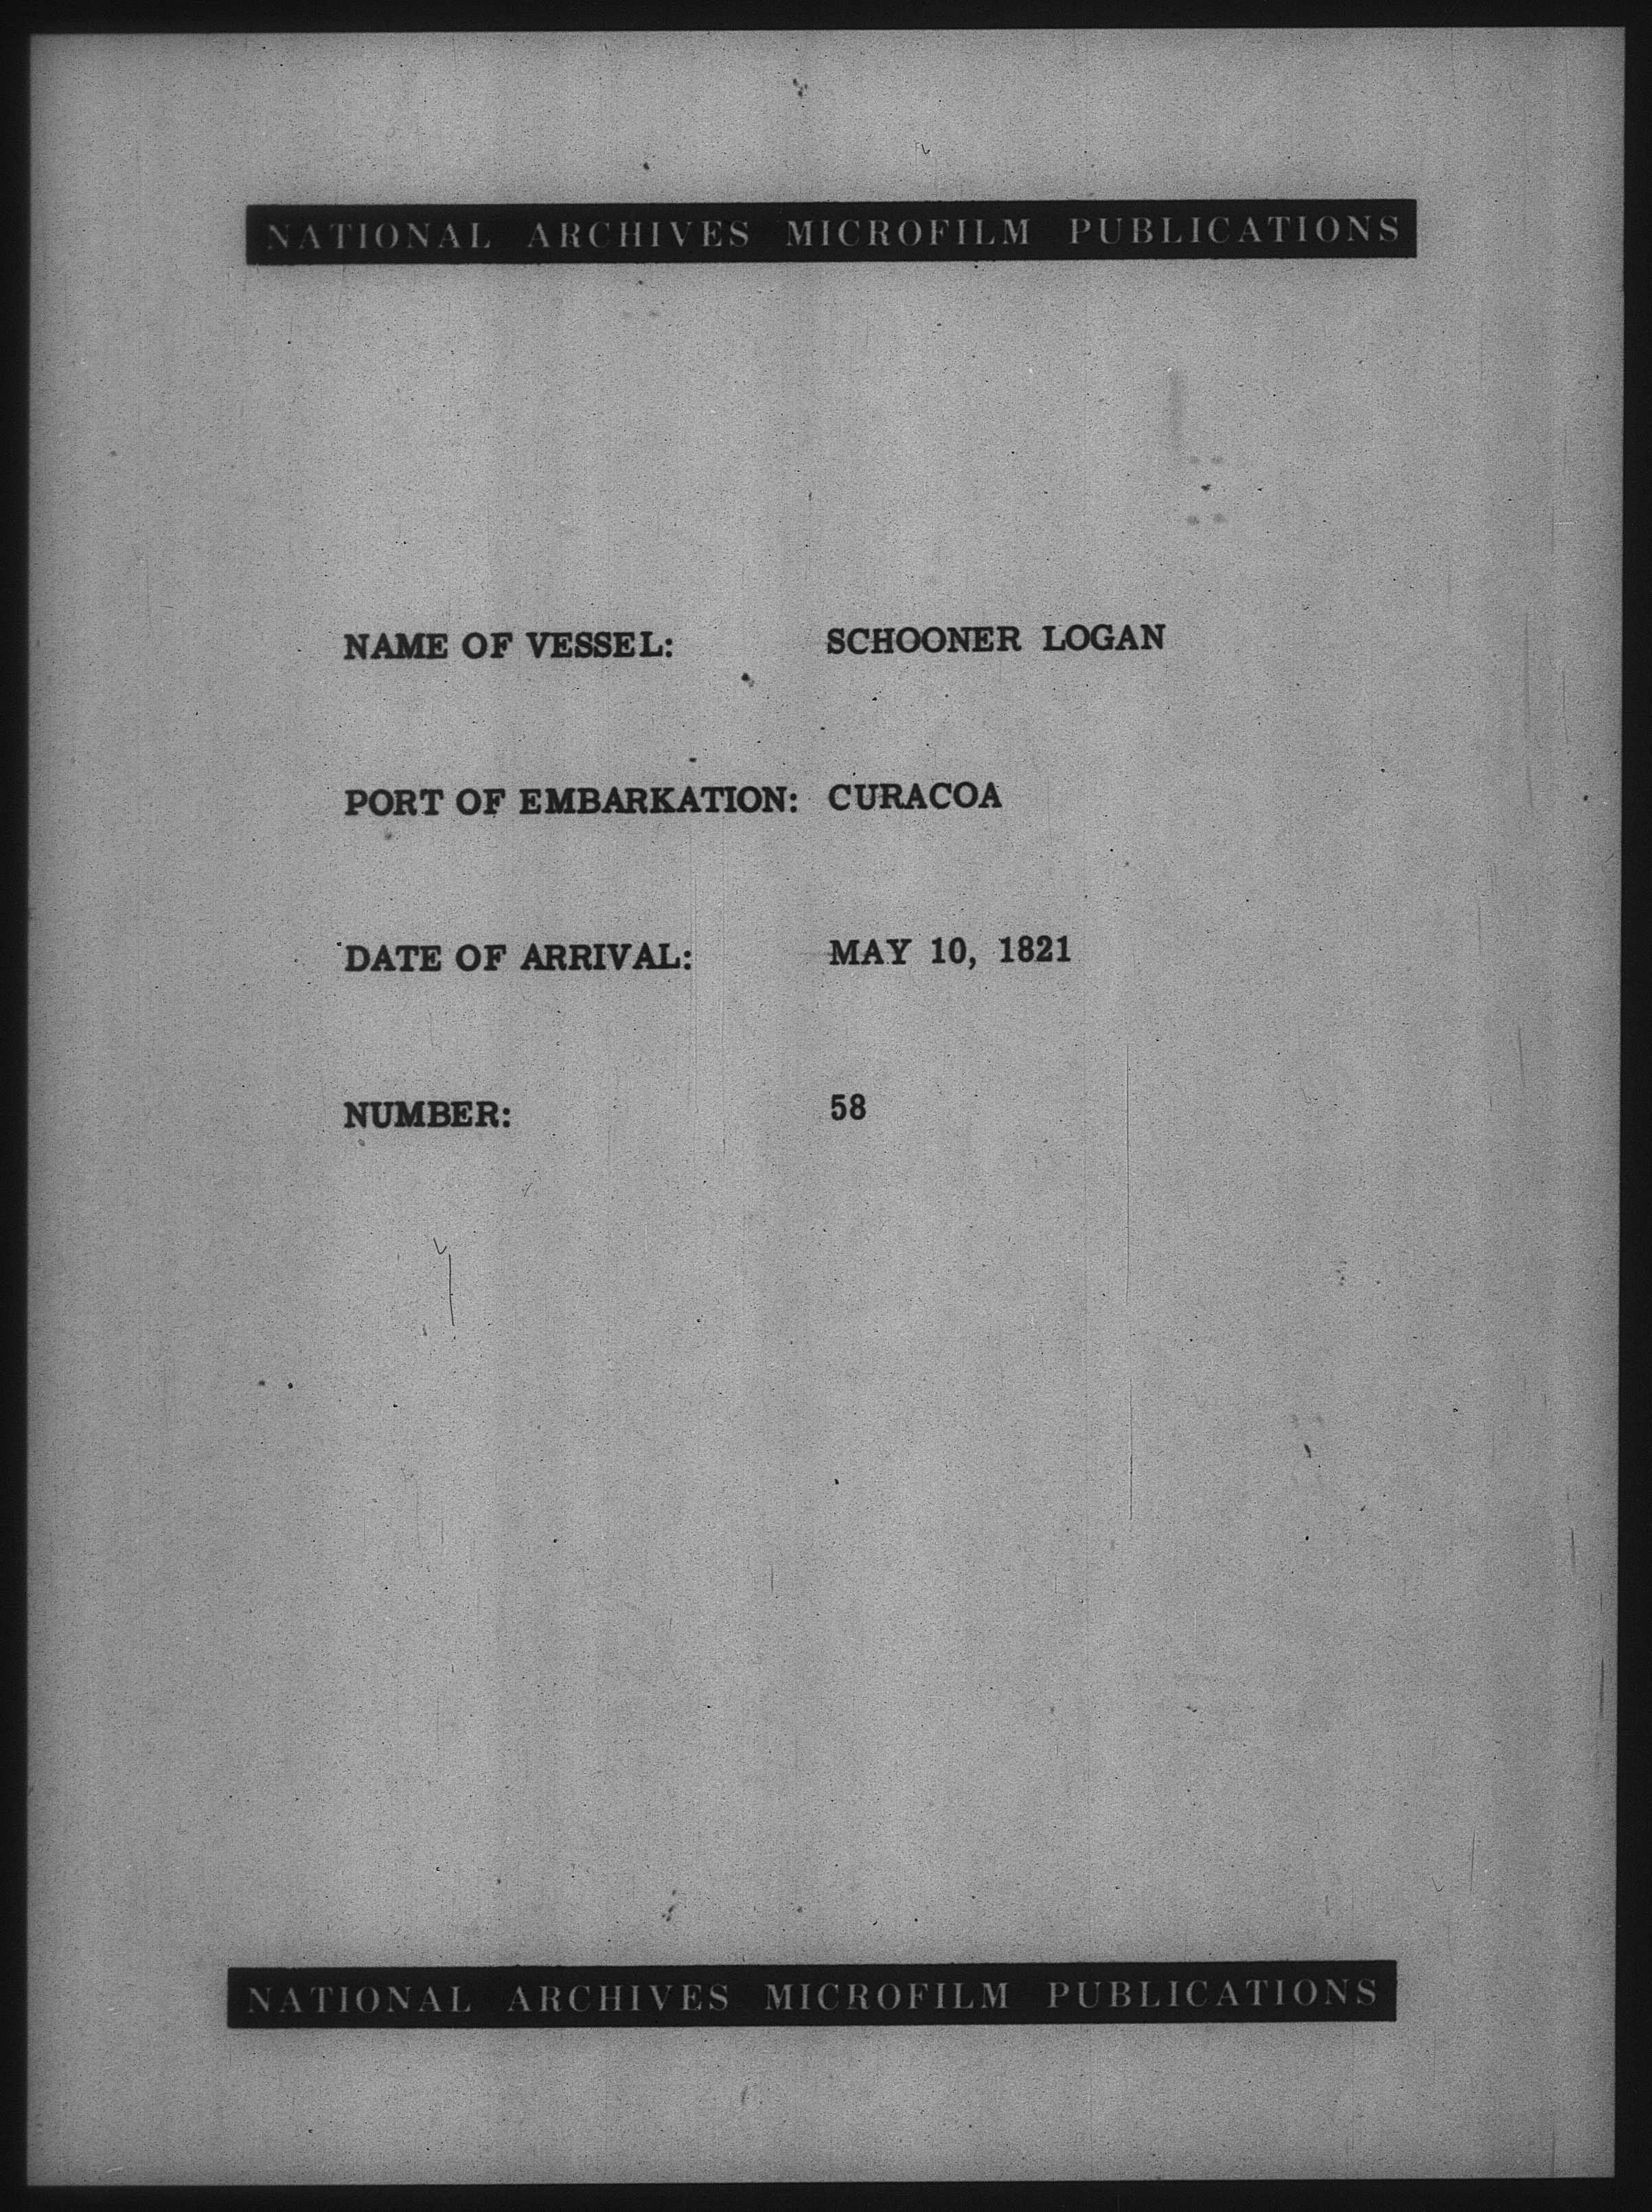 NATIONAL ARCHIVES MICROFILM PUBLICATIONS
NAME OF VESSEL: SCHOONER LOGAN
PORT OF EMBARKATION: CURACOA
DATE OF ARRIVAL: MAY 10, 1821
NUMBER: 58
NATIONAL ARCHIVES MICROFILM PUBLICATIONS